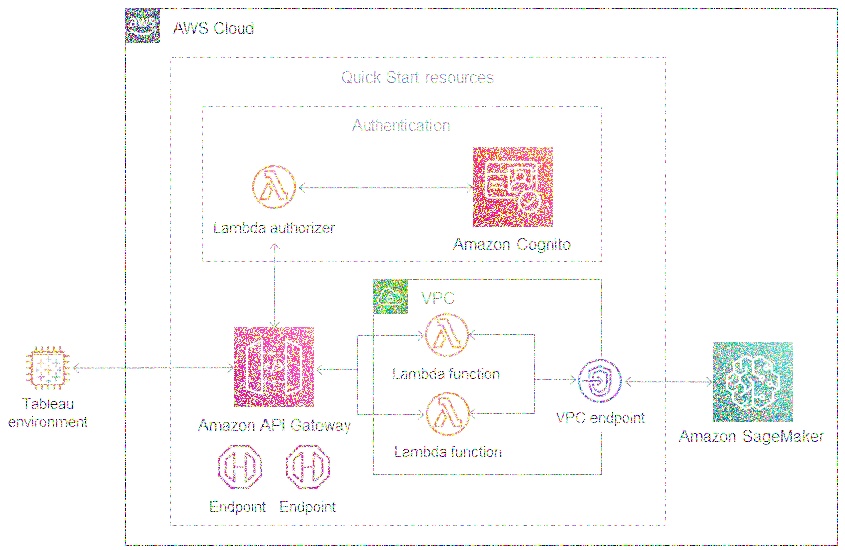 AWS
AWS Cloud
Quick Start resources
Authentication
Lambda authorizer
Amazon Cognito
VPC
Lambda function
Tableau
environment
Amazon API Gateway
Lambda function
VPC endpoint
Amazon SageMaker
Endpoint
Endpoint